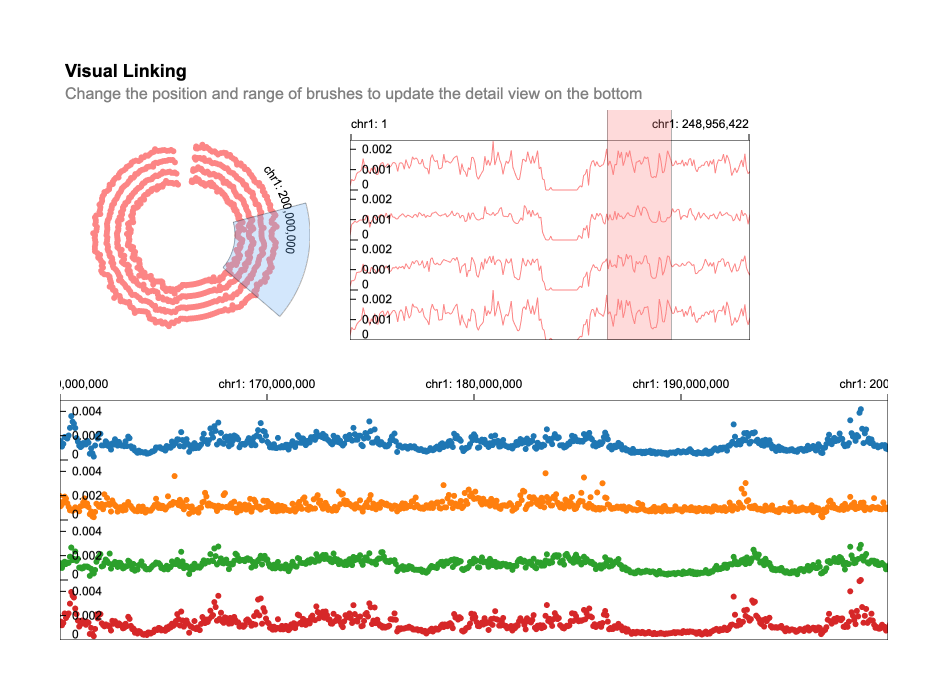 Visual Linking
Change the position and range of brushes to update the detail view on the bottom
chr1: 200,000,000
chr1: 1
chr1: 248,956,422
0.002
0.001
0
0.002
0.001
0
0.002
0.001
0
0.002
0.001
0
0,000,000
chr1: 170,000,000
chr1: 180,000,000
chr1: 190,000,000
chr1: 200
0.004
0.002
0
0.004
0.002
0
0.004
0.002
0
0.004
0.002
0